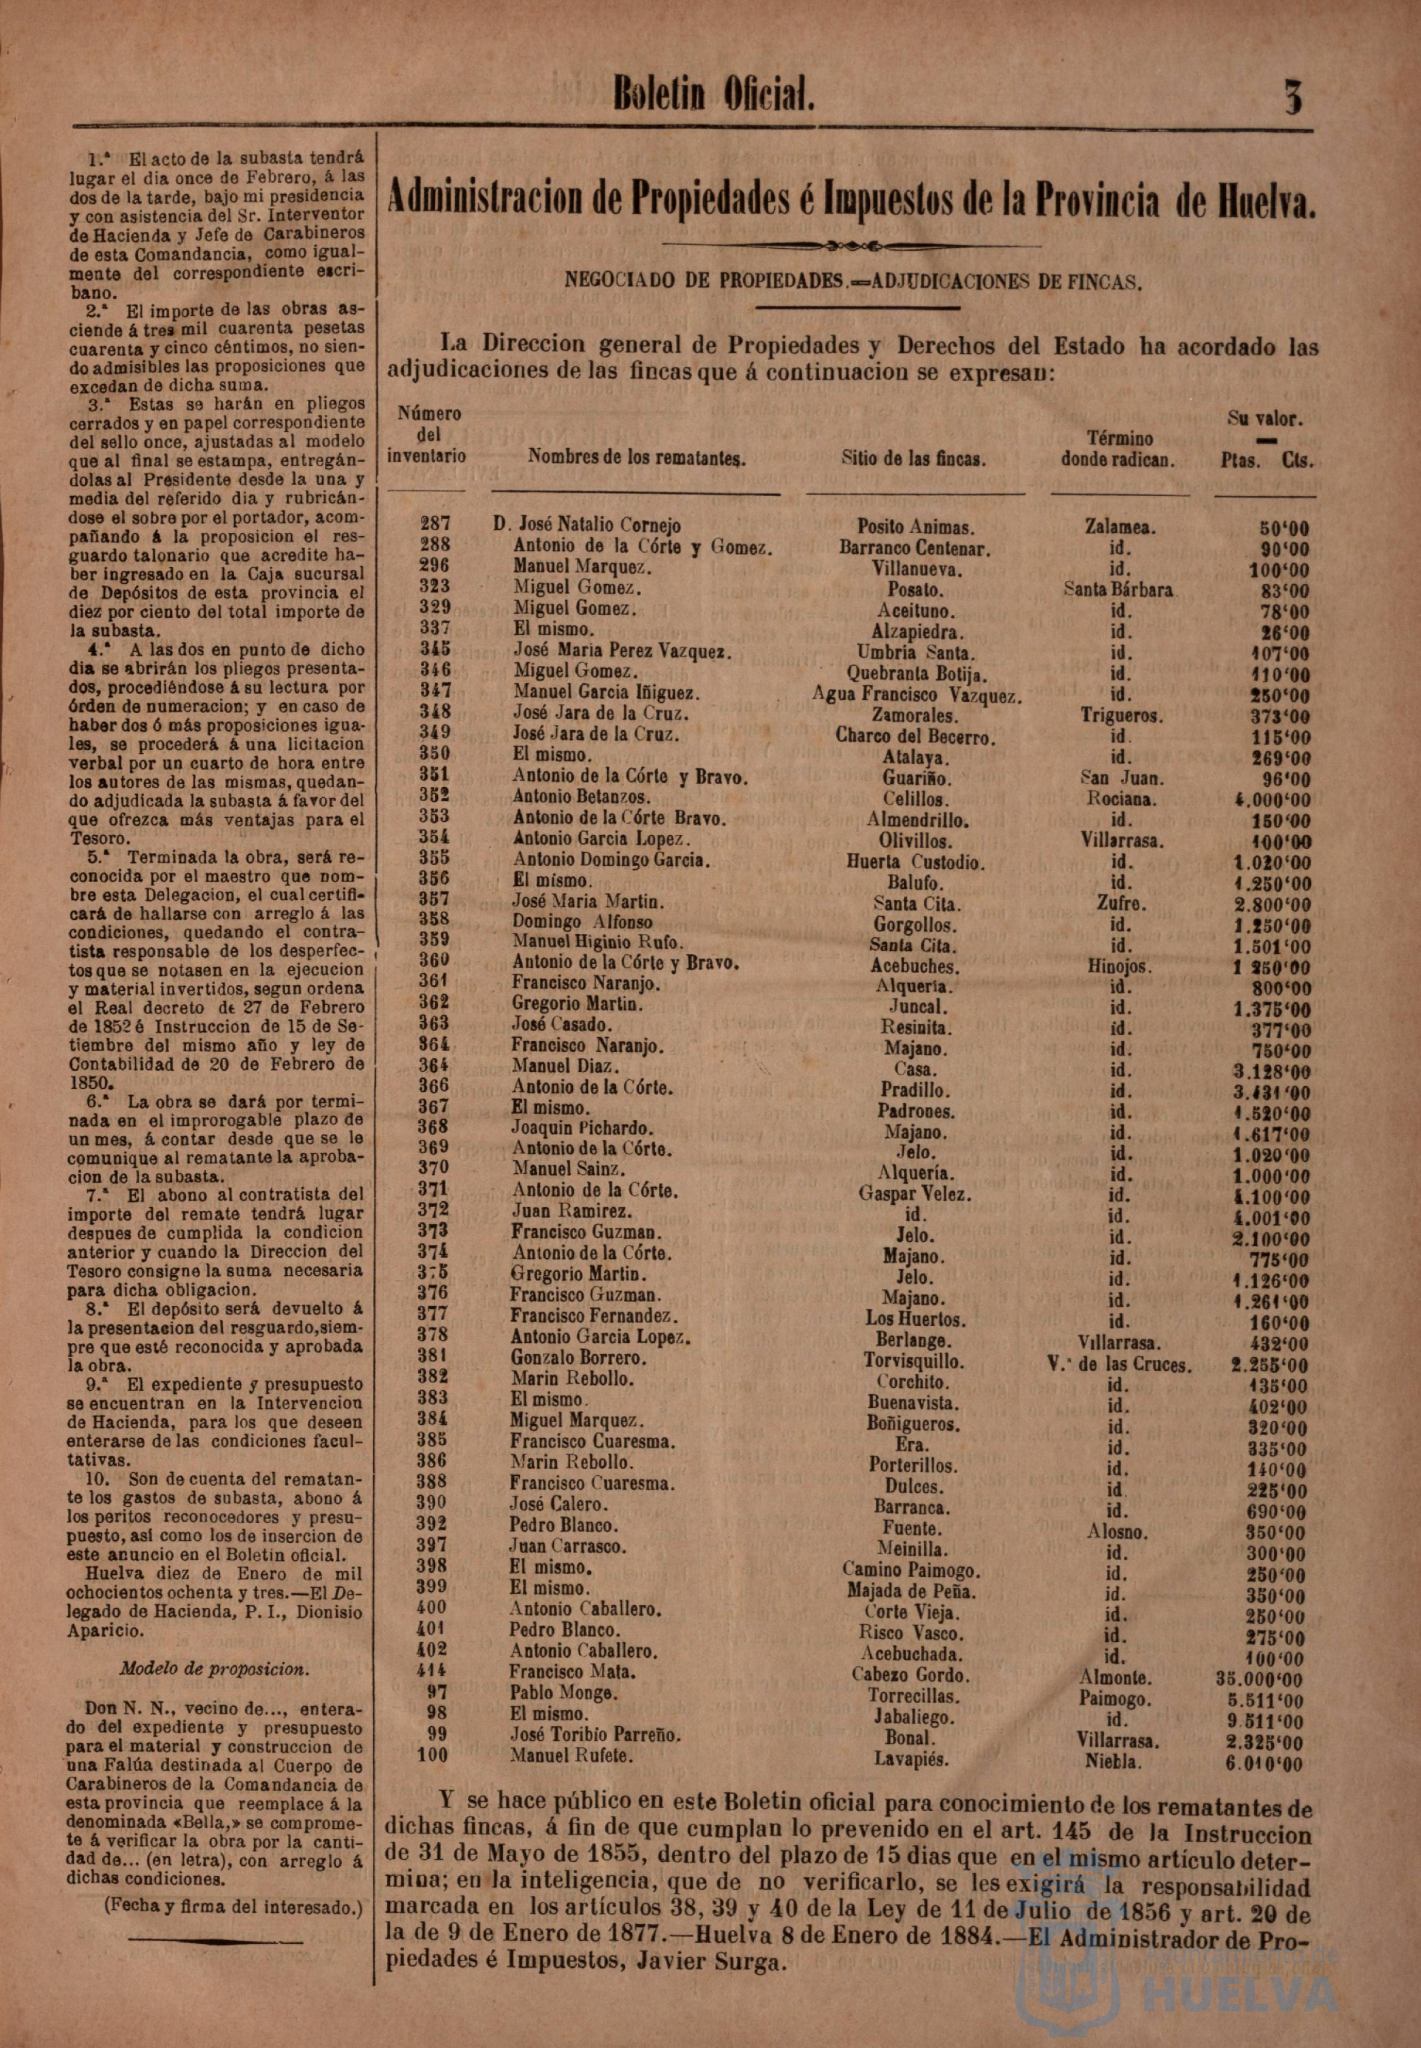 Boletin Oficial.
3
1.ª El acto de la subasta tendrá
lugar el dia once de Febrero, á las
dos de la tarde, bajo mi presidencia
y con asistencia del Sr. Interventor
de Hacienda y Jefe de Carabineros
de esta Comandancia, como igual-
mente del correspondiente escri-
bano.
2.ª El importe de las obras as-
ciende á tres mil cuarenta pesetas
cuarenta y cinco céntimos, no sien-
do admisibles las proposiciones que
excedan de dicha suma.
3.ª Estas se harán en pliegos
cerrados y en papel correspondiente
del sello once, ajustadas al modelo
que al final se estampa, entregán-
dolas al Presidente desde la una y
media del referido dia y rubricán-
dose el sobre por el portador, acom-
pañando á la proposicion el res-
guardo talonario que acredite ha-
ber ingresado en la Caja sucursal
de Depósitos de esta provincia el
diez por ciento del total importe de
la subasta.
4.ª A las dos en punto de dicho
dia se abrirán los pliegos presenta-
dos, procediéndose á su lectura por
órden de numeracion; y en caso de
haber dos ó más proposiciones igua-
les, se procederá á una licitacion
verbal por un cuarto de hora entre
los autores de las mismas, quedan-
do adjudicada la subasta á favor del
que ofrezca más ventajas para el
Tesoro.
5.ª Terminada la obra, será re-
conocida por el maestro que nom-
bre esta Delegacion, el cual certifi-
cará de hallarse con arreglo á las
condiciones, quedando el contra-
tista responsable de los desperfec-
tos que se notasen en la ejecucion
y material invertidos, segun ordena
el Real decreto de 27 de Febrero
de 1852 é Instruccion de 15 de Se-
tiembre del mismo año y ley de
Contabilidad de 20 de Febrero de
1850.
6.ª La obra se dará por termi-
nada en el improrogable plazo de
un mes, á contar desde que se le
comunique al rematante la aproba-
cion de la subasta.
7.ª El abono al contratista del
importe del remate tendrá lugar
despues de cumplida la condicion
anterior y cuando la Direccion del
Tesoro consigne la suma necesaria
para dicha obligacion.
8.ª El depósito será devuelto á
la presentacion del resguardo, siem-
pre que esté reconocida y aprobada
la obra.
9.ª El expediente y presupuesto
se encuentran en la Intervencion
de Hacienda, para los que deseen
enterarse de las condiciones facul-
tativas.
10. Son de cuenta del rematan-
te los gastos de subasta, abono á
los peritos reconocedores y presu-
puesto, así como los de insercion de
este anuncio en el Boletin oficial.
Huelva diez de Enero de mil
ochocientos ochenta y tres.—El De-
legado de Hacienda, P. I., Dionisio
Aparicio.
Modelo de proposicion.
Don N. N., vecino de..., entera-
do del expediente y presupuesto
para el material y construccion de
una Falúa destinada al Cuerpo de
Carabineros de la Comandancia de
esta provincia que reemplace á la
denominada «Bella,» se comprome-
te á verificar la obra por la canti-
dad de... (en letra), con arreglo á
dichas condiciones.
(Fecha y firma del interesado.)
Administracion de Propiedades é Impuestos de la Provincia de Huelva.
NEGOCIADO DE PROPIEDADES.—ADJUDICACIONES DE FINCAS.
La Direccion general de Propiedades y Derechos del Estado ha acordado las
adjudicaciones de las fincas que á continuacion se expresan:
Número del inventario Nombres de los rematantes. Sitio de las fincas. Término donde radican. Su valor. — Ptas. Cts.
287 D. José Natalio Cornejo Posito Animas. Zalamea. 50‘00
288 Antonio de la Córte y Gomez. Barranco Centenar. id. 90‘00
296 Manuel Marquez. Villanueva. id. 100‘00
323 Miguel Gomez. Posato. Santa Bárbara 83‘00
329 Miguel Gomez. Aceituno. id. 78‘00
337 El mismo. Alzapiedra. id. 26‘00
345 José Maria Perez Vazquez. Umbria Santa. id. 107‘00
346 Miguel Gomez. Quebranta Botija. id. 110‘00
347 Manuel Garcia Iñiguez. Agua Francisco Vazquez. id. 250‘00
348 José Jara de la Cruz. Zamorales. Trigueros. 373‘00
349 José Jara de la Cruz. Charco del Becerro. id. 115‘00
350 El mismo. Atalaya. id. 269‘00
351 Antonio de la Córte y Bravo. Guariño. San Juan. 96‘00
352 Antonio Betanzos. Celillos. Rociana. 4.000‘00
353 Antonio de la Córte Bravo. Almendrillo. id. 150‘00
354 Antonio Garcia Lopez. Olivillos. Villarrasa. 100‘00
355 Antonio Domingo Garcia. Huerta Custodio. id. 1.020‘00
356 El mismo. Balufo. id. 1.250‘00
357 José Maria Martin. Santa Cita. Zufre. 2.800‘00
358 Domingo Alfonso Gorgollos. id. 1.250‘00
359 Manuel Higinio Rufo. Santa Cita. id. 1.501‘00
360 Antonio de la Córte y Bravo. Acebuches. Hinojos. 1 250‘00
361 Francisco Naranjo. Alquería. id. 800‘00
362 Gregorio Martin. Juncal. id. 1.375‘00
363 José Casado. Resinita. id. 377‘00
364 Francisco Naranjo. Majano. id. 750‘00
364 Manuel Diaz. Casa. id. 3.128‘00
366 Antonio de la Córte. Pradillo. id. 3.431‘00
367 El mismo. Padrones. id. 1.520‘00
368 Joaquin Pichardo. Majano. id. 1.617‘00
369 Antonio de la Córte. Jelo. id. 1.020‘00
370 Manuel Sainz. Alquería. id. 1.000‘00
371 Antonio de la Córte. Gaspar Velez. id. 4.100‘00
372 Juan Ramirez. id. id. 4.001‘00
373 Francisco Guzman. Jelo. id. 2.100‘00
374 Antonio de la Córte. Majano. id. 775‘00
375 Gregorio Martin. Jelo. id. 1.126‘00
376 Francisco Guzman. Majano. id. 1.261‘00
377 Francisco Fernandez. Los Huertos. id. 160‘00
378 Antonio Garcia Lopez. Berlange. Villarrasa. 432‘00
381 Gonzalo Borrero. Torvisquillo. V.ª de las Cruces. 2.255‘00
382 Marin Rebollo. Corchito. id. 135‘00
383 El mismo. Buenavista. id. 402‘00
384 Miguel Marquez. Boñigueros. id. 320‘00
385 Francisco Cuaresma. Era. id. 335‘00
386 Marin Rebollo. Porterillos. id. 140‘00
388 Francisco Cuaresma. Dulces. id 225‘00
390 José Calero. Barranca. id. 690‘00
392 Pedro Blanco. Fuente. Alosno. 350‘00
397 Juan Carrasco. Meinilla. id. 300‘00
398 El mismo. Camino Paimogo. id. 250‘00
399 El mismo. Majada de Peña. id. 350‘00
400 Antonio Caballero. Corte Vieja. id. 250‘00
401 Pedro Blanco. Risco Vasco. id. 275‘00
402 Antonio Caballero. Acebuchada. id. 100‘00
414 Francisco Mata. Cabezo Gordo. Almonte. 35.000‘00
97 Pablo Monge. Torrecillas. Paimogo. 5.511‘00
98 El mismo. Jabaliego. id. 9.511‘00
99 José Toribio Parreño. Bonal. Villarrasa. 2.325‘00
100 Manuel Rufete. Lavapiés. Niebla. 6.010‘00
Y se hace público en este Boletin oficial para conocimiento de los rematantes de
dichas fincas, á fin de que cumplan lo prevenido en el art. 145 de la Instruccion
de 31 de Mayo de 1855, dentro del plazo de 15 dias que en el mismo artículo deter-
mina; en la inteligencia, que de no verificarlo, se les exigirá la responsabilidad
marcada en los artículos 38, 39 y 40 de la Ley de 11 de Julio de 1856 y art. 20 de
la de 9 de Enero de 1877.—Huelva 8 de Enero de 1884.—El Administrador de Pro-
piedades é Impuestos, Javier Surga.
HUELVA